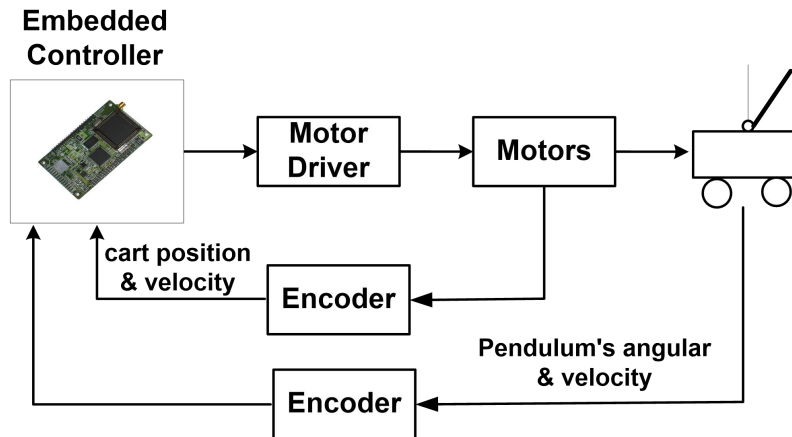 Embedded
Controller
Motor
Driver
Motors
cart position
& velocity
Encoder
Pendulum's angular
& velocity
Encoder